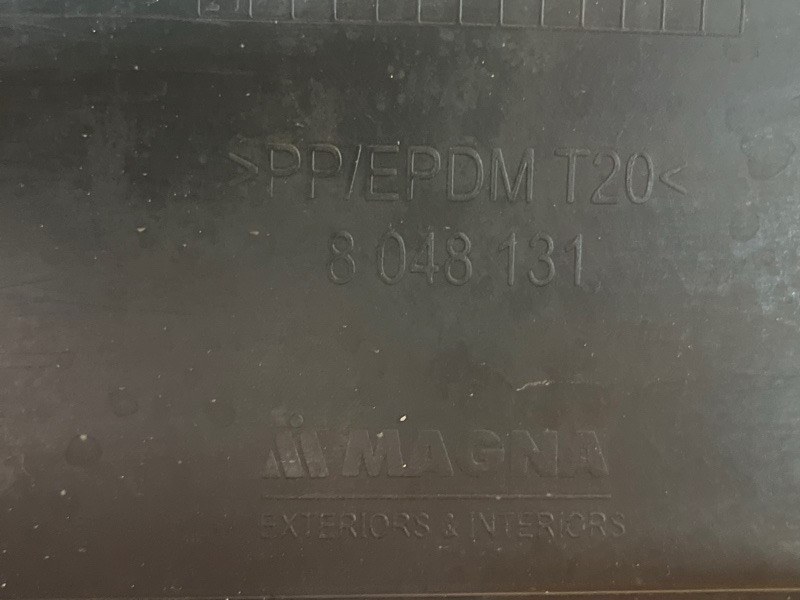 >PP/EPDM T20<
8 048 131
MAGNA
EXTERIORS & INTERIORS